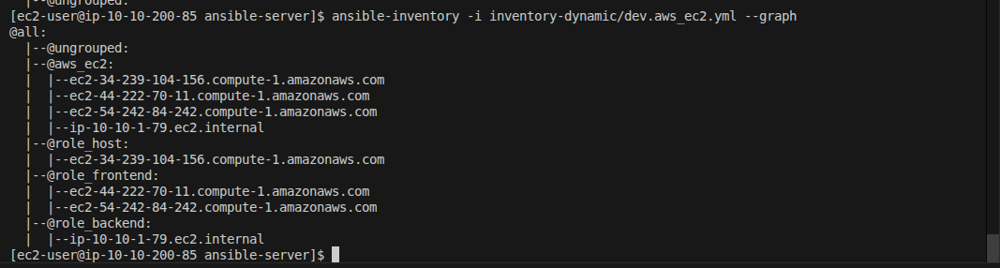 |--@ungrouped:
[ec2-user@ip-10-10-200-85 ansible-server]$ ansible-inventory -i inventory-dynamic/dev.aws_ec2.yml --graph
@all:
  |--@ungrouped:
  |--@aws_ec2:
  |  |--ec2-34-239-104-156.compute-1.amazonaws.com
  |  |--ec2-44-222-70-11.compute-1.amazonaws.com
  |  |--ec2-54-242-84-242.compute-1.amazonaws.com
  |  |--ip-10-10-1-79.ec2.internal
  |--@role_host:
  |  |--ec2-34-239-104-156.compute-1.amazonaws.com
  |--@role_frontend:
  |  |--ec2-44-222-70-11.compute-1.amazonaws.com
  |  |--ec2-54-242-84-242.compute-1.amazonaws.com
  |--@role_backend:
  |  |--ip-10-10-1-79.ec2.internal
[ec2-user@ip-10-10-200-85 ansible-server]$